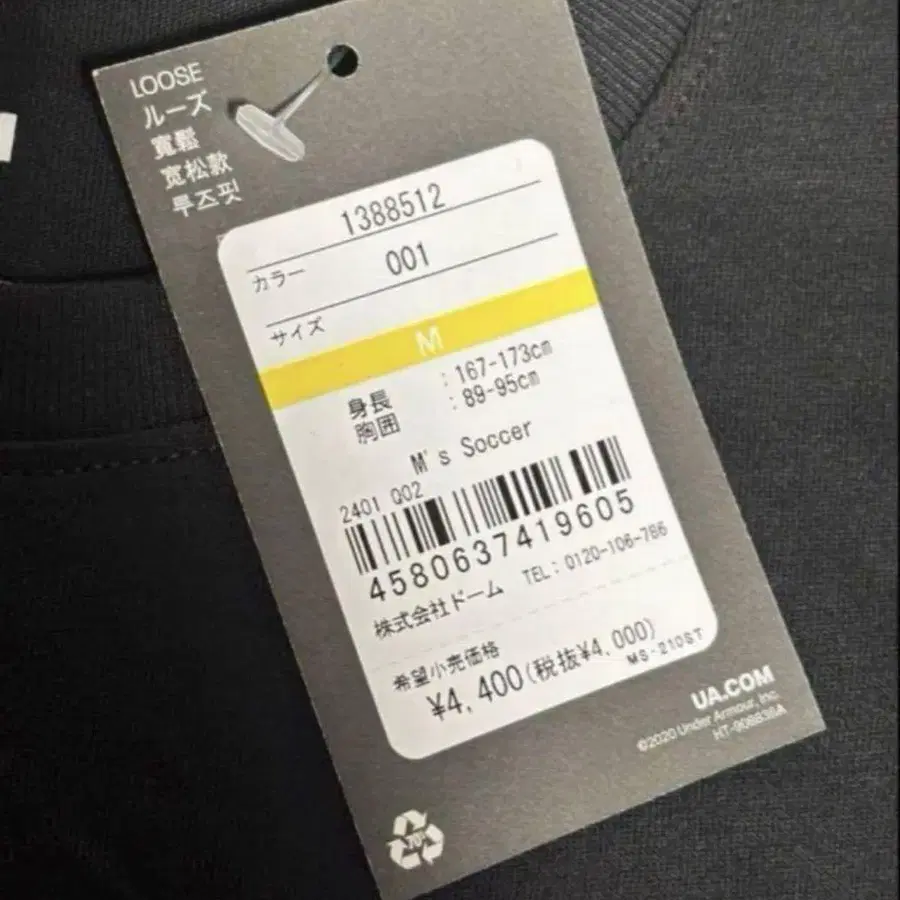 LOOSE
ルーズ
寬鬆
宽松款
루즈핏
1388512
カラー 001
サイズ
M
身長 : 167-173cm
胸囲 : 89-95cm
M's Soccer
2401 Q02
4580637419605
株式会社ドーム TEL: 0120-106-786
希望小売価格
¥4,400(税抜¥4,000)
MS-210ST
UA.COM
©2020 Under Armour, Inc.
HT-908838A